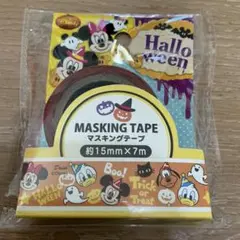 Hallo
ween
MASKING TAPE
マスキングテープ
約15mm×7m
Boo!
Trick
or
Treat